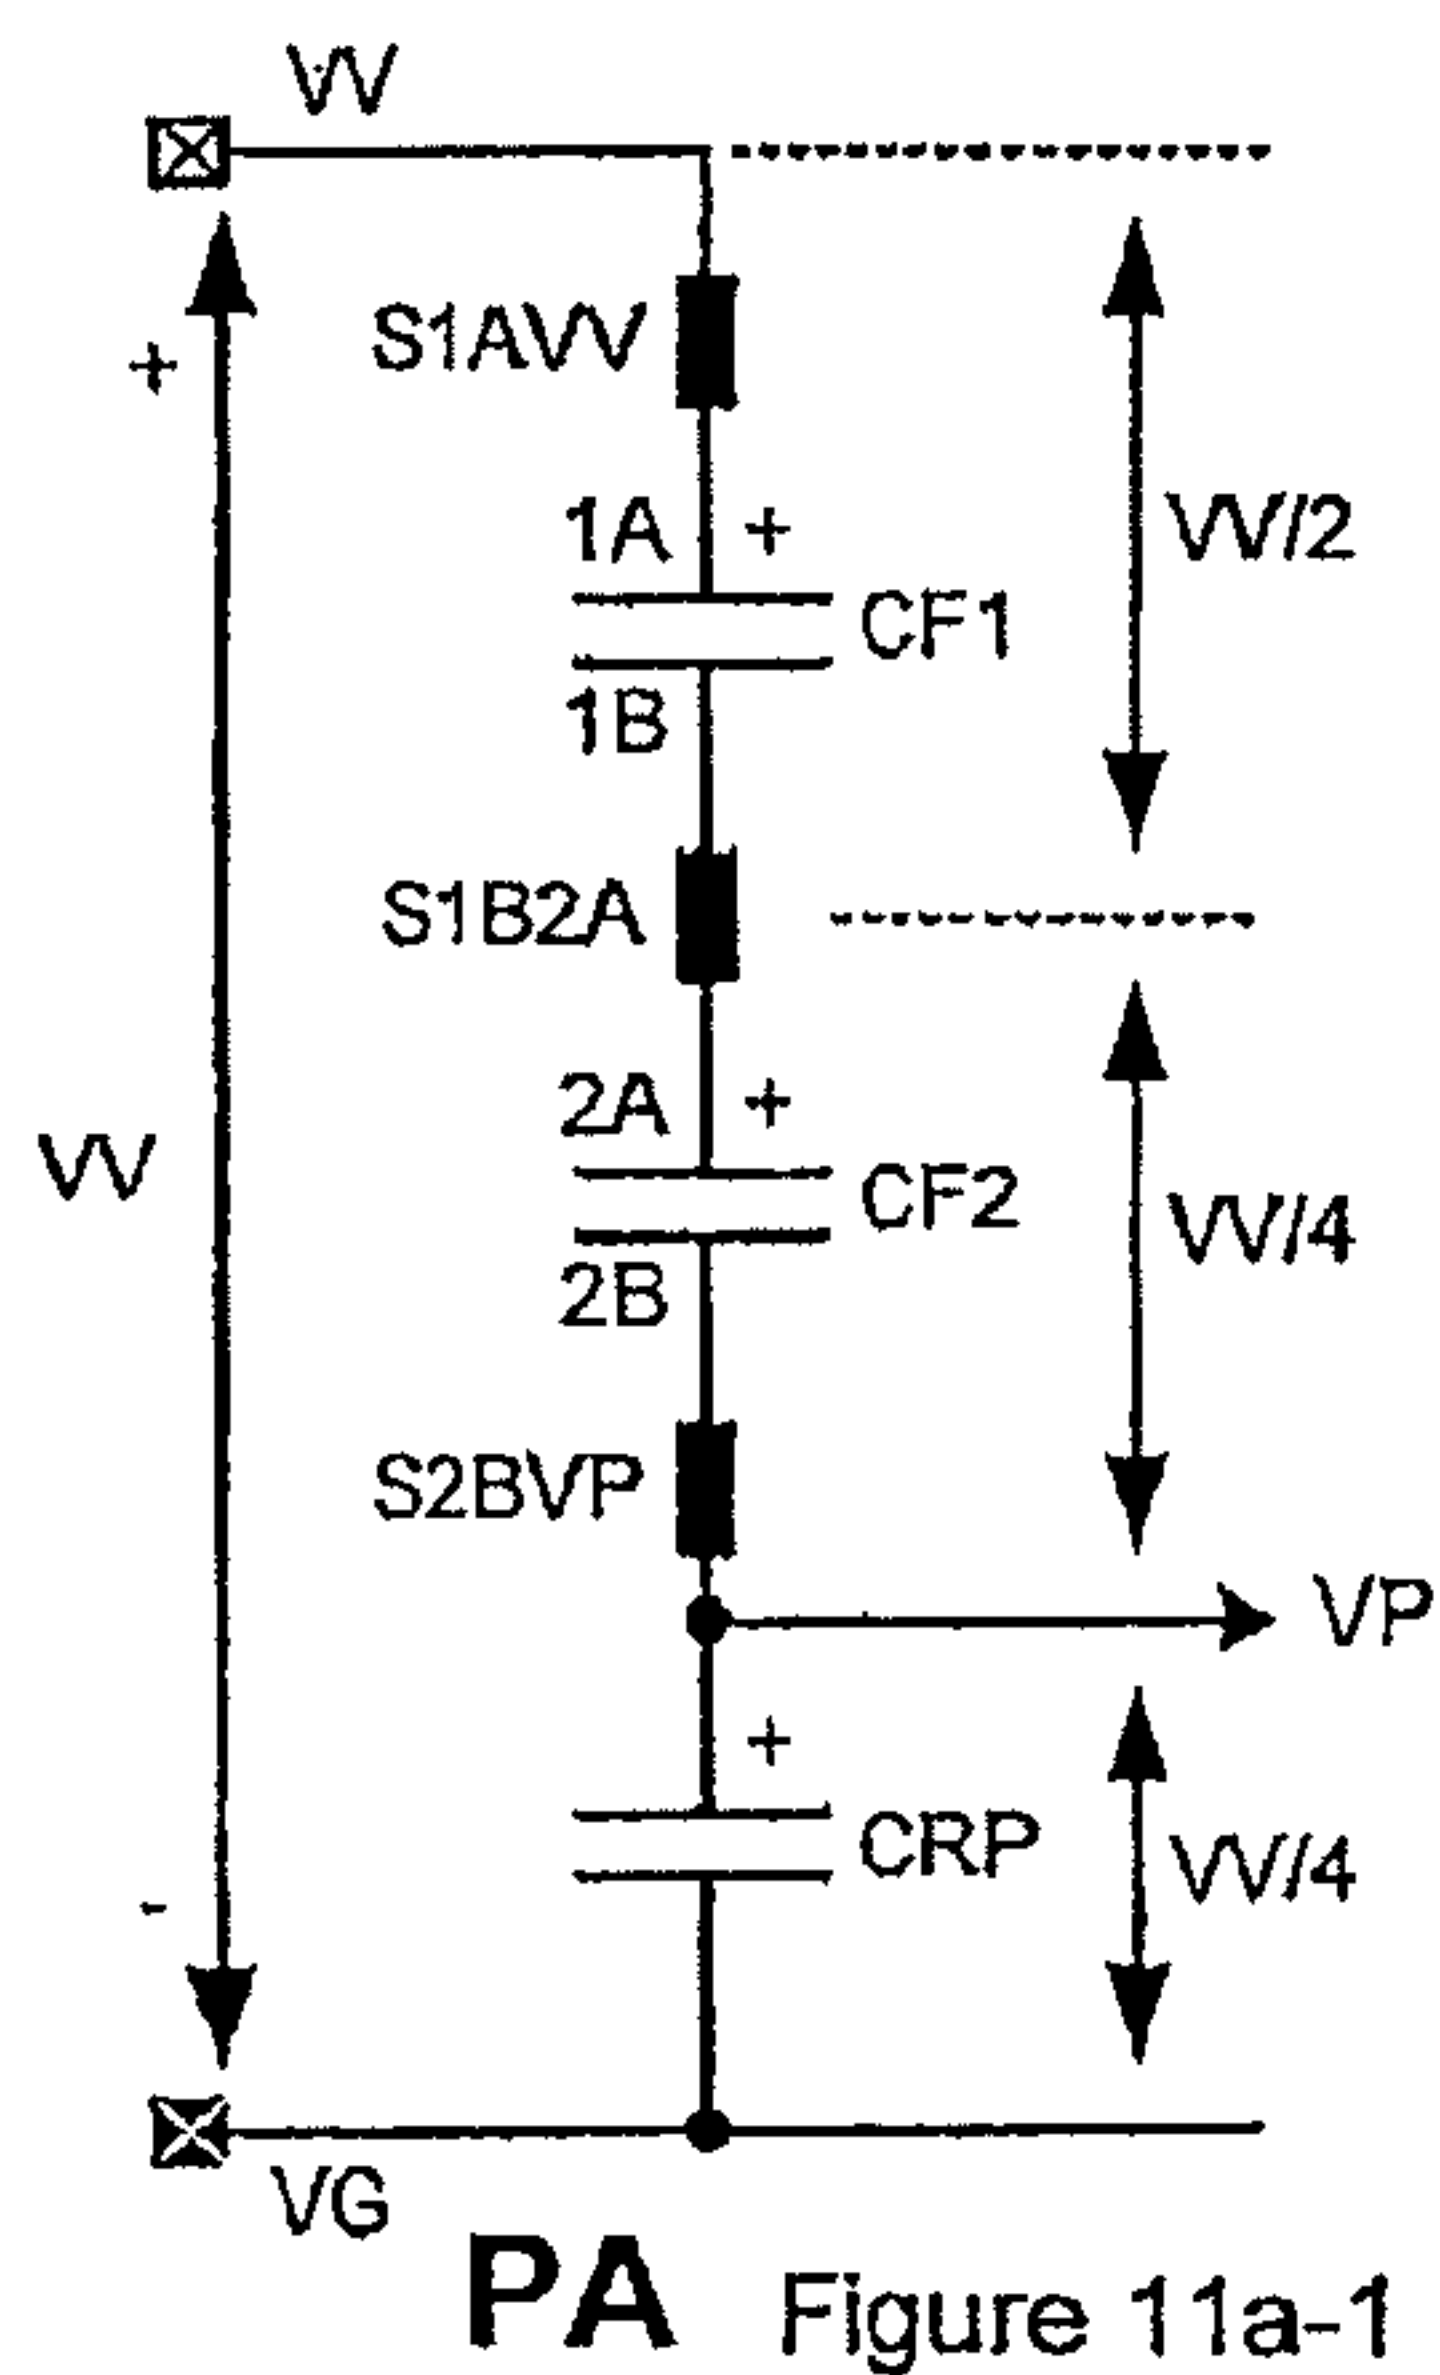 VV
S1AVV
+
1A +
CF1
VV/2
1B
S1B2A
2A +
VV
CF2
VV/4
2B
S2BVP
VP
+
CRP
VV/4
-
VG
PA Figure 11a-1